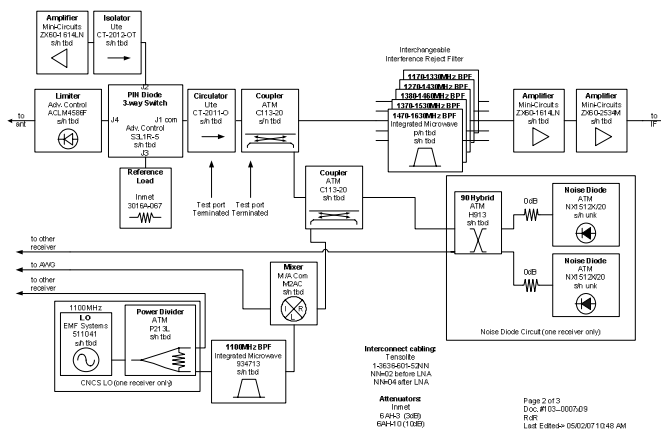 Amplifier
Mini-Circuits
ZX60-1614LN
s/n tbd
Isolator
Ute
CT-2012-OT
s/n tbd
J2
Limiter
Adv. Control
ACLM4586F
s/n tbd
to
ant
PIN Diode
3-way Switch
J4
J1 com
Adv. Control
S3L1R-5
s/n tbd
J3
Reference
Load
Inmet
3016A-067
Circulator
Ute
CT-2011-O
s/n tbd
Coupler
ATM
C113-20
s/n tbd
Test port
Terminated
Test port
Terminated
Interchangeable
Interference Reject Filter
1170-1330MHz BPF
1270-1430MHz BPF
1380-1460MHz BPF
1370-1530MHz BPF
1470-1630MHz BPF
Integrated Microwave
p/n tbd
s/n tbd
Amplifier
Mini-Circuits
ZX60-1614LN
s/n tbd
Amplifier
Mini-Circuits
ZX60-2534M
s/n tbd
to
IF
Coupler
ATM
C113-20
s/n tbd
90 Hybrid
ATM
H913
s/n tbd
0dB
Noise Diode
ATM
NX1512X/20
s/n unk
0dB
Noise Diode
ATM
NX1512X/20
s/n unk
Noise Diode Circuit (one receiver only)
to other
receiver
to AWG
to other
receiver
Mixer
M/A Com
M2AC
s/n tbd
I
L
R
1100MHz
LO
EMF Systems
511041
s/n tbd
Power Divider
ATM
P213L
s/n tbd
CNCS LO (one receiver only)
1100MHz BPF
Integrated Microwave
934713
s/n tbd
Interconnect cabling:
Tensolite
1-3636-601-52NN
NN=02 before LNA
NN=04 after LNA
Attenuators:
Inmet
6AH-3 (3dB)
6AH-10 (10dB)
Page 2 of 3
Doc. #103-0007-09
RdR
Last Edited-> 05/02/07 10:48 AM